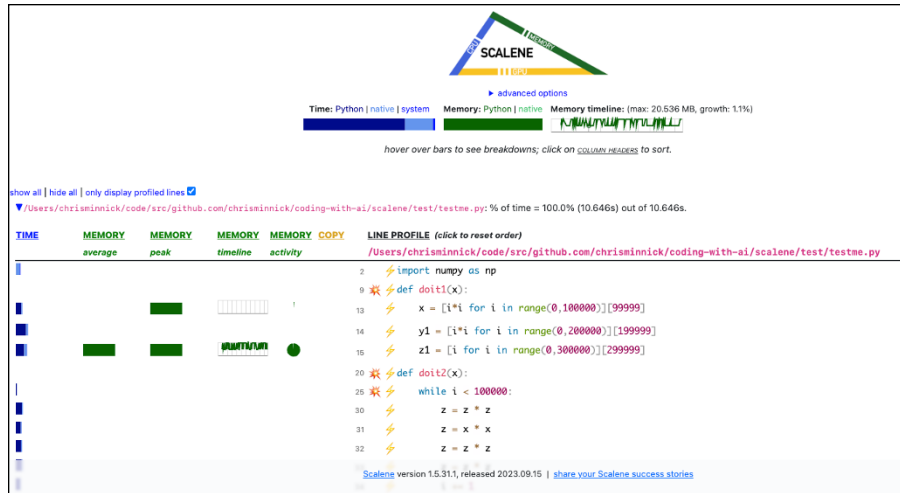 CPU
MEMORY
SCALENE
GPU
▶ advanced options
Time: Python | native | system Memory: Python | native Memory timeline: (max: 20.536 MB, growth: 1.1%)
hover over bars to see breakdowns; click on COLUMN HEADERS to sort.
show all | hide all | only display profiled lines
▼/Users/chrisminnick/code/src/github.com/chrisminnick/coding-with-ai/scalene/test/testme.py: % of time = 100.0% (10.646s) out of 10.646s.
TIME MEMORY MEMORY MEMORY MEMORY COPY LINE PROFILE (click to reset order)
average peak timeline activity /Users/chrisminnick/code/src/github.com/chrisminnick/coding-with-ai/scalene/test/testme.py
2 ⚡import numpy as np
9 💥⚡def doit1(x):
13 ⚡ x = [i*i for i in range(0,100000)][99999]
14 ⚡ y1 = [i*i for i in range(0,200000)][199999]
15 ⚡ z1 = [i for i in range(0,300000)][299999]
20 💥⚡def doit2(x):
25 💥⚡ while i < 100000:
30 ⚡ z = z * z
31 ⚡ z = x * x
32 ⚡ z = z * z
Scalene version 1.5.31.1, released 2023.09.15 | share your Scalene success stories